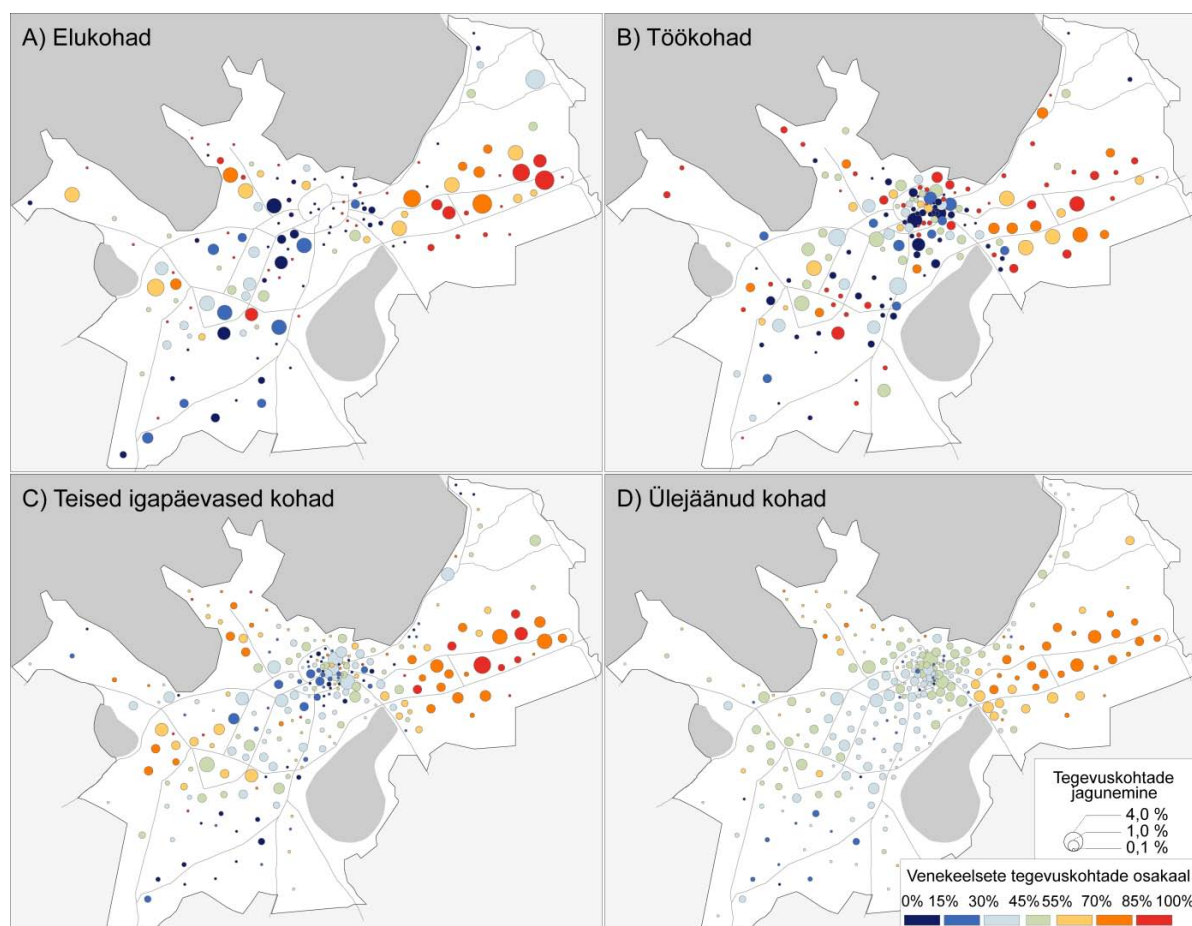 A) Elukohad
B) Töökohad
C) Teised igapäevased kohad
D) Ülejäänud kohad
Tegevuskohtade
jagunemine
4,0 %
1,0 %
0,1 %
Venekeelsete tegevuskohtade osakaal
0% 15% 30% 45% 55% 70% 85% 100%